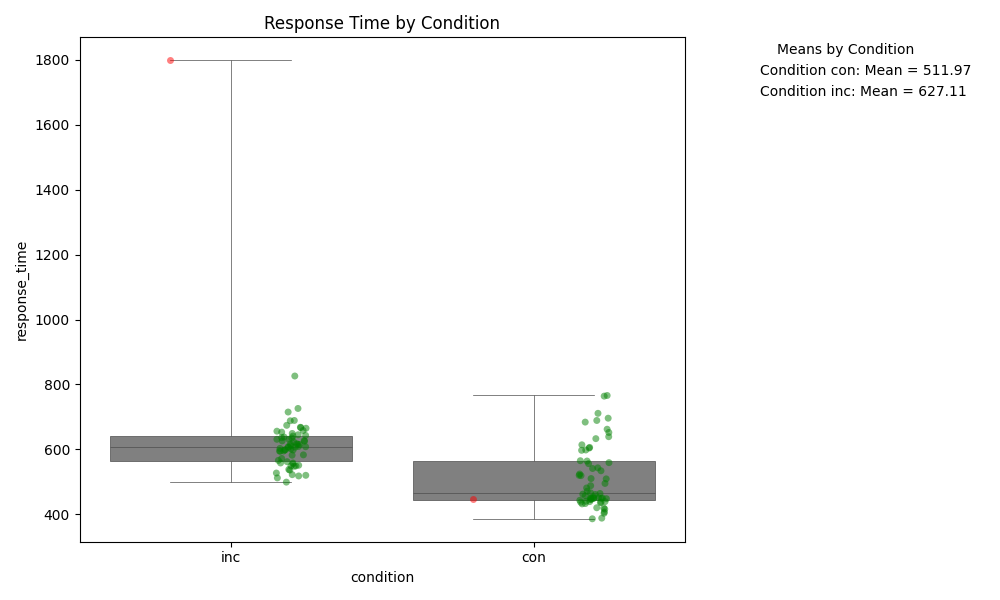 Response Time by Condition
Means by Condition
Condition con: Mean = 511.97
Condition inc: Mean = 627.11
response_time
1800
1600
1400
1200
1000
800
600
400
inc
con
condition